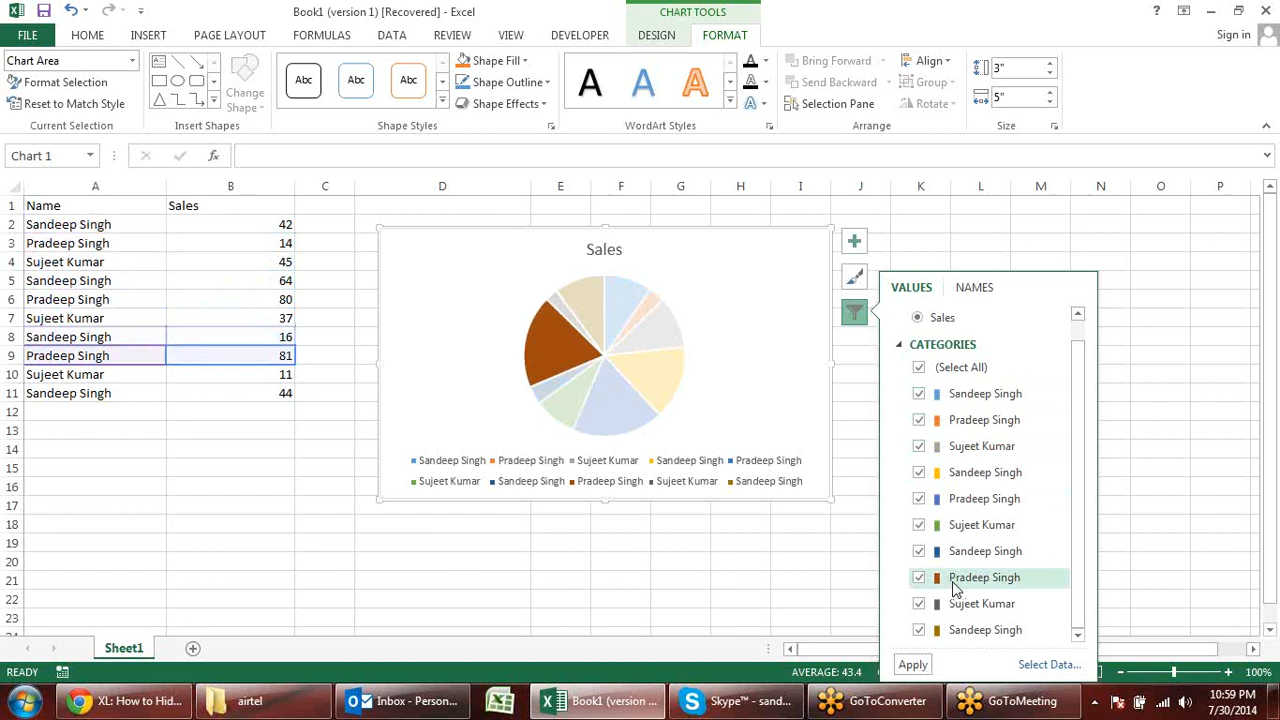 Book1 (version 1) [Recovered] - Excel
CHART TOOLS
?
FILE HOME INSERT PAGE LAYOUT FORMULAS DATA REVIEW VIEW DEVELOPER DESIGN FORMAT Sign in
Chart Area
Format Selection
Reset to Match Style
Current Selection
Change Shape
Insert Shapes
Abc Abc Abc
Shape Fill
Shape Outline
Shape Effects
Shape Styles
A A A
A
A
A
WordArt Styles
Bring Forward
Send Backward
Selection Pane
Align
Group
Rotate
Arrange
3"
5"
Size
Chart 1
fx
A B C D E F G H I J K L M N O P
1 Name Sales
2 Sandeep Singh 42
3 Pradeep Singh 14
4 Sujeet Kumar 45
5 Sandeep Singh 64
6 Pradeep Singh 80
7 Sujeet Kumar 37
8 Sandeep Singh 16
9 Pradeep Singh 81
10 Sujeet Kumar 11
11 Sandeep Singh 44
12
13
14
15
16
17
18
19
20
21
22
23
Sales
Sandeep Singh Pradeep Singh Sujeet Kumar Sandeep Singh Pradeep Singh
Sujeet Kumar Sandeep Singh Pradeep Singh Sujeet Kumar Sandeep Singh
VALUES NAMES
Sales
CATEGORIES
(Select All)
Sandeep Singh
Pradeep Singh
Sujeet Kumar
Sandeep Singh
Pradeep Singh
Sujeet Kumar
Sandeep Singh
Pradeep Singh
Sujeet Kumar
Sandeep Singh
Apply Select Data...
Sheet1
READY AVERAGE: 43.4 100%
XL: How to Hid... airtel Inbox - Person... Book1 (version ... Skype™ - sand... GoToConverter GoToMeeting
10:59 PM
7/30/2014